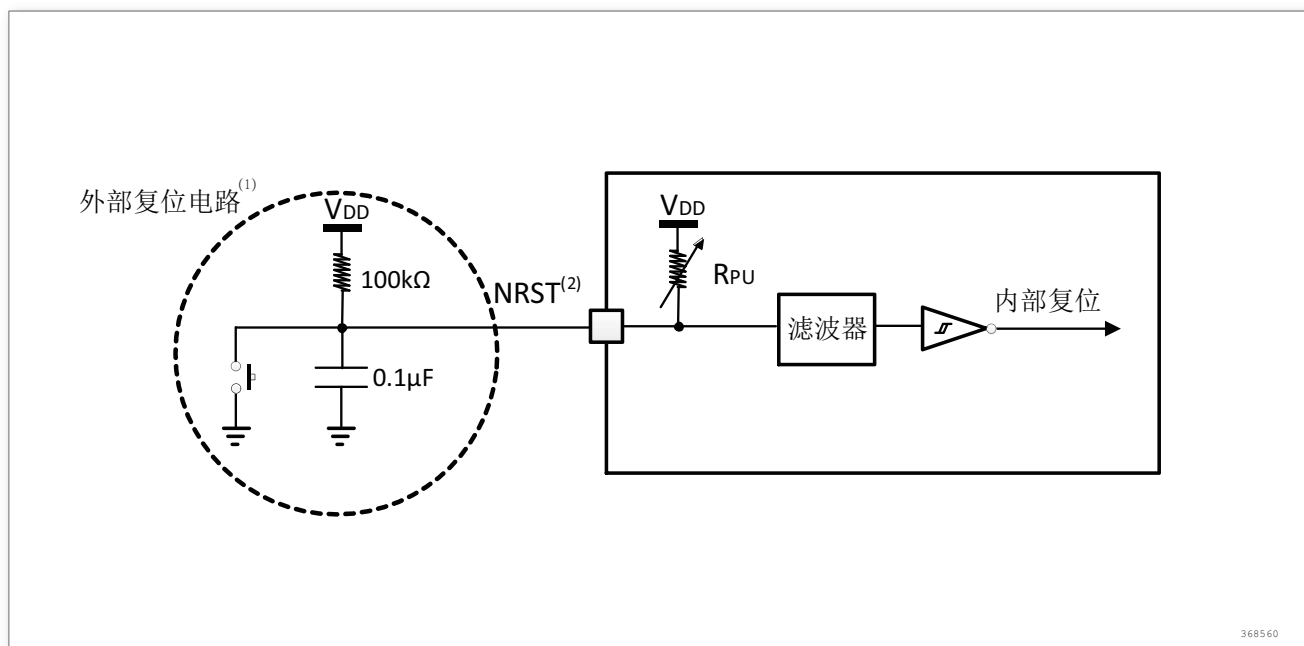 外部复位电路(1)
VDD
100kΩ
0.1μF
NRST(2)
VDD
RPU
滤波器
内部复位
368560